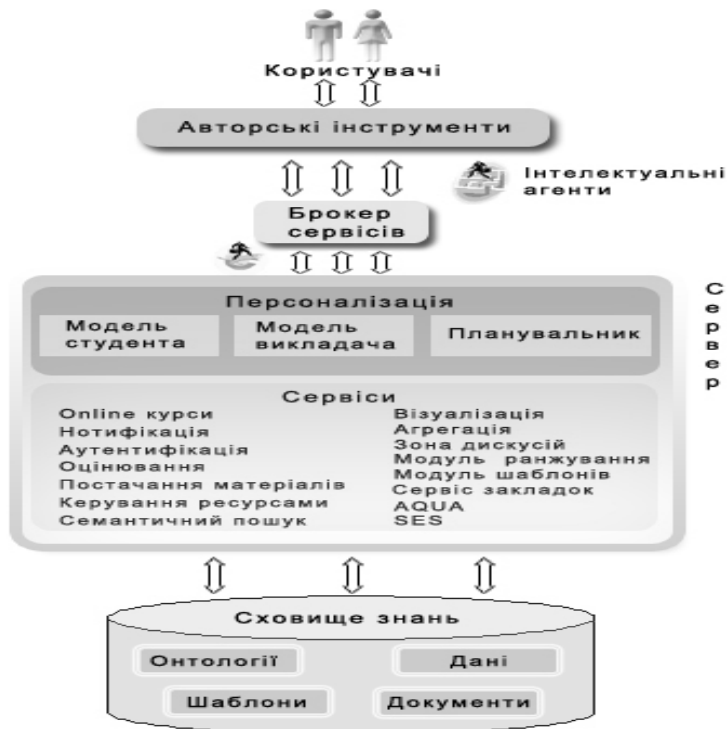 Користувачі
Авторські інструменти
Інтелектуальні
агенти
Брокер
сервісів
Сервер
Персоналізація
Модель
студента
Модель
викладача
Планувальник
Сервіси
Online курси
Нотифікація
Аутентифікація
Оцінювання
Постачання матеріалів
Керування ресурсами
Семантичний пошук
Візуалізація
Агрегація
Зона дискусій
Модуль ранжування
Модуль шаблонів
Сервіс закладок
AQUA
SES
Сховище знань
Онтології
Дані
Шаблони
Документи